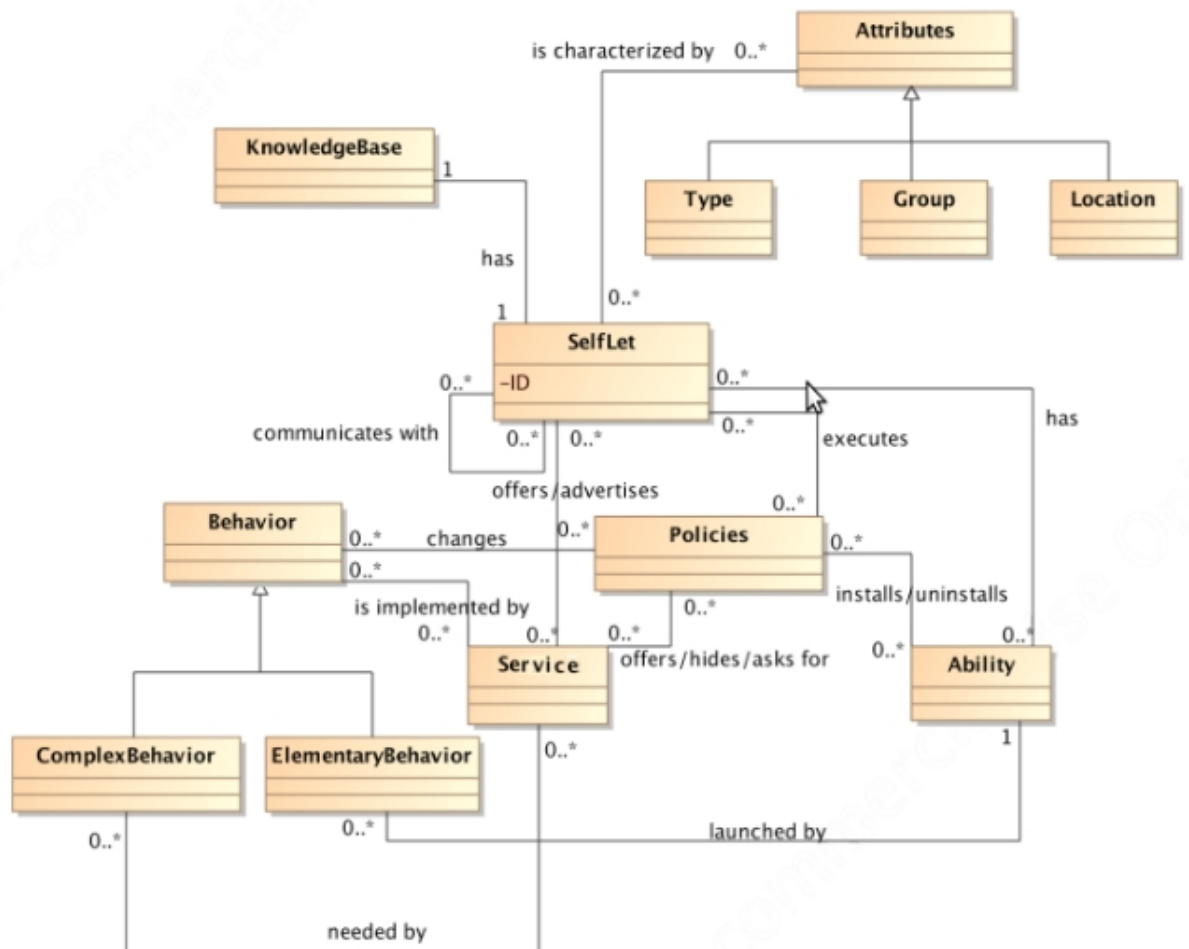 Attributes
is characterized by 0..*
KnowledgeBase
1
Type
Group
Location
has
0..*
1
SelfLet
0..*
-ID
0..*
communicates with
0..*
0..*
0..*
executes
has
offers/advertises
0..*
Behavior
0..*
changes
0..*
Policies
0..*
0..*
is implemented by
0..*
installs/uninstalls
0..*
0..*
0..*
offers/hides/asks for
0..*
0..*
Service
Ability
ComplexBehavior
ElementaryBehavior
0..*
1
0..*
0..*
launched by
needed by